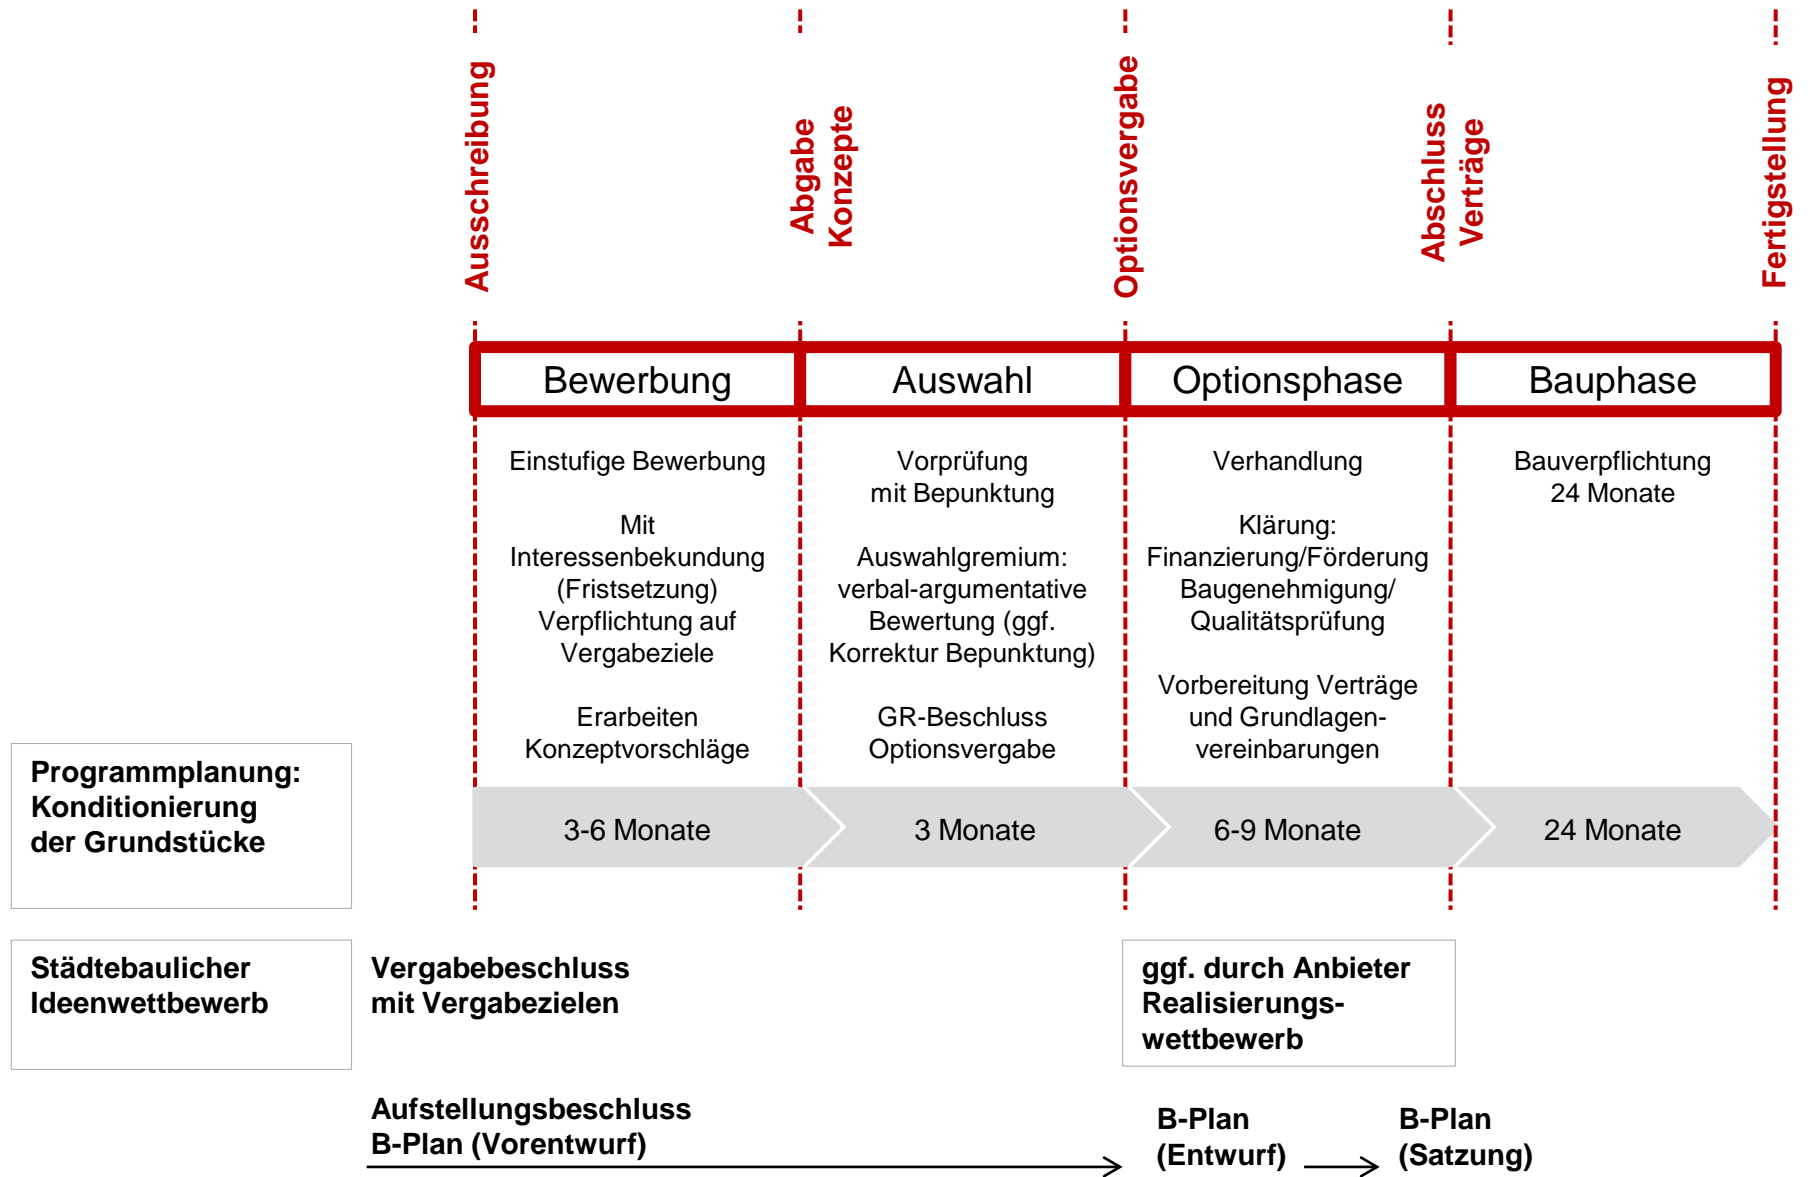 Ausschreibung
Abgabe
Konzepte
Optionsvergabe
Abschluss
Verträge
Fertigstellung
Bewerbung
Auswahl
Optionsphase
Bauphase
Einstufige Bewerbung
Mit
Interessenbekundung
(Fristsetzung)
Verpflichtung auf
Vergabeziele
Erarbeiten
Konzeptvorschläge
Vorprüfung
mit Bepunktung
Auswahlgremium:
verbal-argumentative
Bewertung (ggf.
Korrektur Bepunktung)
GR-Beschluss
Optionsvergabe
Verhandlung
Klärung:
Finanzierung/Förderung
Baugenehmigung/
Qualitätsprüfung
Vorbereitung Verträge
und Grundlagen-
vereinbarungen
Bauverpflichtung
24 Monate
Programmplanung:
Konditionierung
der Grundstücke
3-6 Monate
3 Monate
6-9 Monate
24 Monate
Städtebaulicher
Ideenwettbewerb
Vergabebeschluss
mit Vergabezielen
ggf. durch Anbieter
Realisierungs-
wettbewerb
Aufstellungsbeschluss
B-Plan (Vorentwurf)
B-Plan
(Entwurf)
B-Plan
(Satzung)